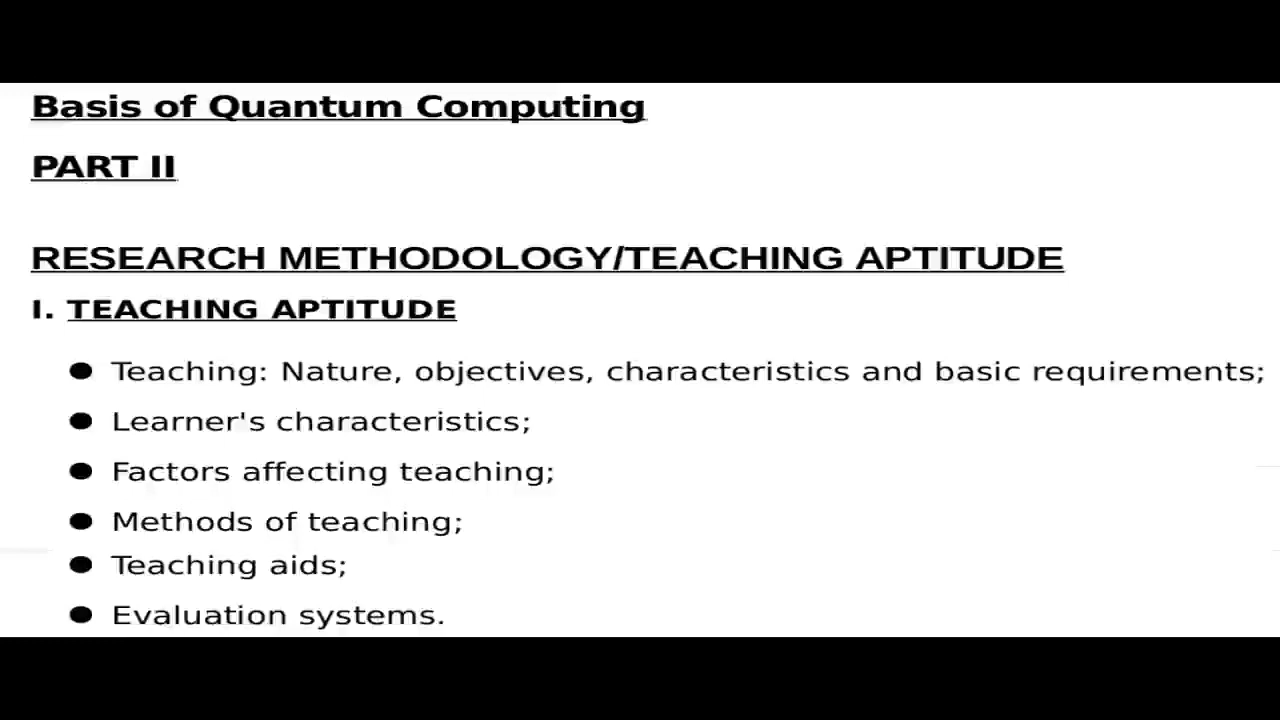 Basis of Quantum Computing
PART II
RESEARCH METHODOLOGY/TEACHING APTITUDE
I. TEACHING APTITUDE
● Teaching: Nature, objectives, characteristics and basic requirements;
● Learner's characteristics;
● Factors affecting teaching;
● Methods of teaching;
● Teaching aids;
● Evaluation systems.